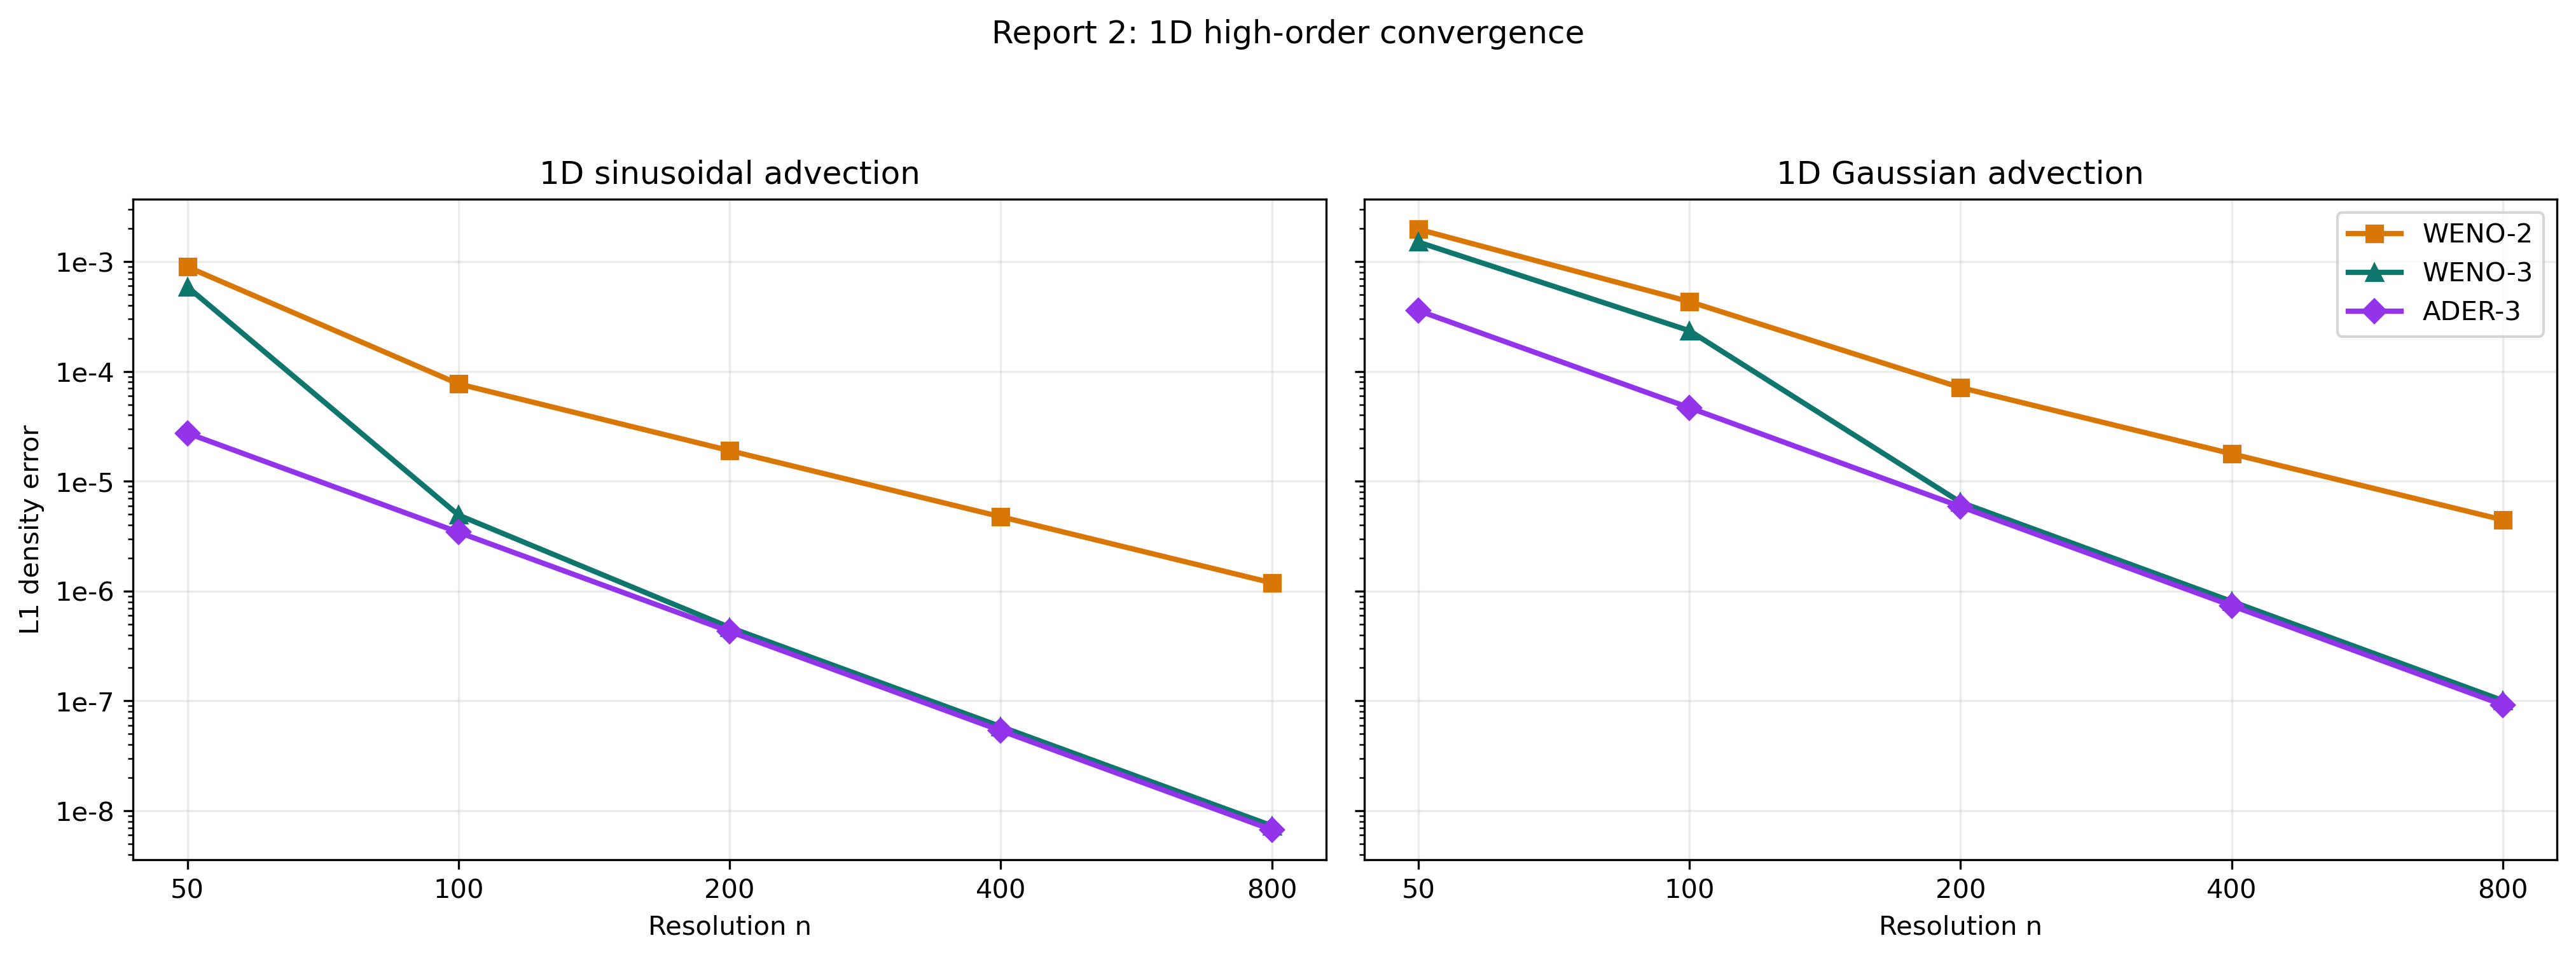 Report 2: 1D high-order convergence
1D sinusoidal advection
L1 density error
1e-3
1e-4
1e-5
1e-6
1e-7
1e-8
50 100 200 400 800
Resolution n
1D Gaussian advection
WENO-2
WENO-3
ADER-3
50 100 200 400 800
Resolution n